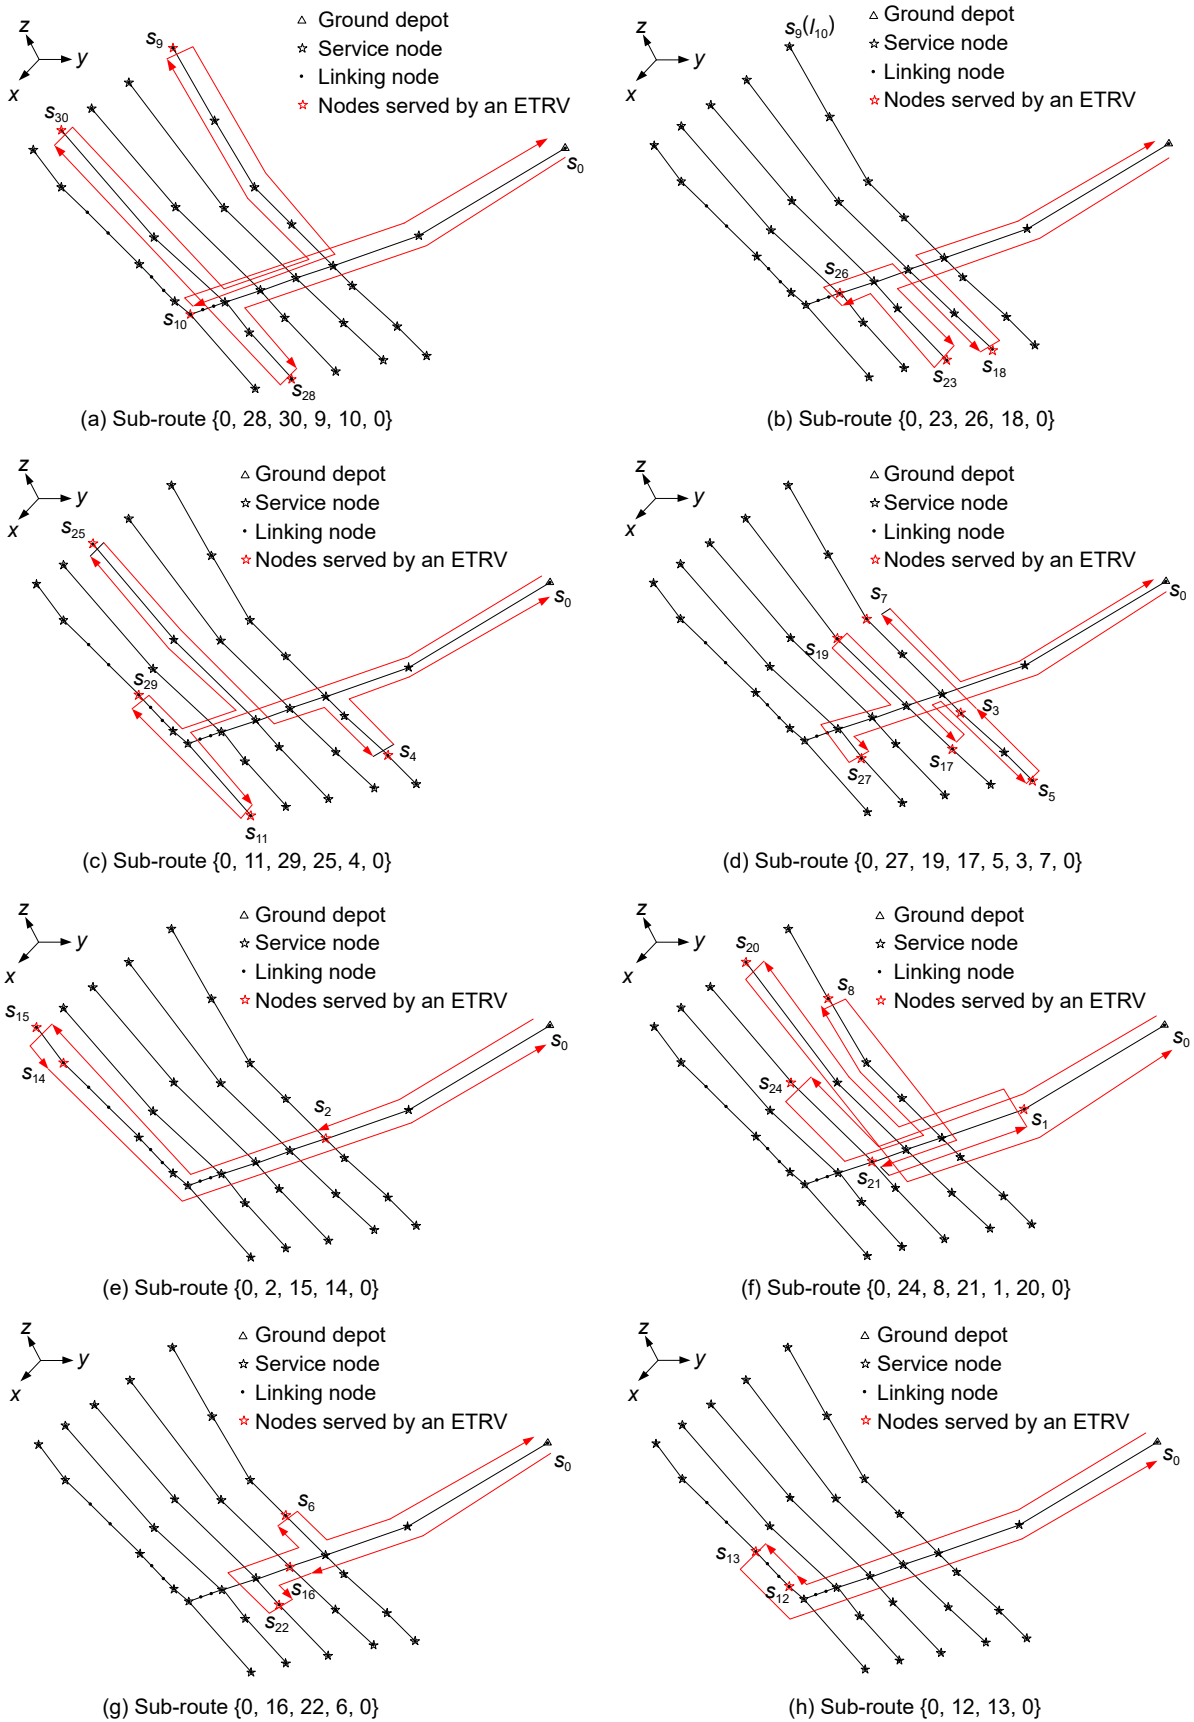 z
y
x
Ground depot
Service node
Linking node
Nodes served by an ETRV
s9
s30
s0
s10
s28
(a) Sub-route {0, 28, 30, 9, 10, 0}
z
y
x
s9(I10)
Ground depot
Service node
Linking node
Nodes served by an ETRV
s26
s23
s18
(b) Sub-route {0, 23, 26, 18, 0}
z
y
x
Ground depot
Service node
Linking node
Nodes served by an ETRV
s25
s0
s29
s4
s11
(c) Sub-route {0, 11, 29, 25, 4, 0}
z
y
x
Ground depot
Service node
Linking node
Nodes served by an ETRV
s7
s0
s19
s3
s17
s27
s5
(d) Sub-route {0, 27, 19, 17, 5, 3, 7, 0}
z
y
x
Ground depot
Service node
Linking node
Nodes served by an ETRV
s15
s0
s14
s2
(e) Sub-route {0, 2, 15, 14, 0}
z
y
x
Ground depot
Service node
Linking node
Nodes served by an ETRV
s20
s8
s0
s24
s1
s21
(f) Sub-route {0, 24, 8, 21, 1, 20, 0}
z
y
x
Ground depot
Service node
Linking node
Nodes served by an ETRV
s0
s6
s16
s22
(g) Sub-route {0, 16, 22, 6, 0}
z
y
x
Ground depot
Service node
Linking node
Nodes served by an ETRV
s0
s13
s12
(h) Sub-route {0, 12, 13, 0}